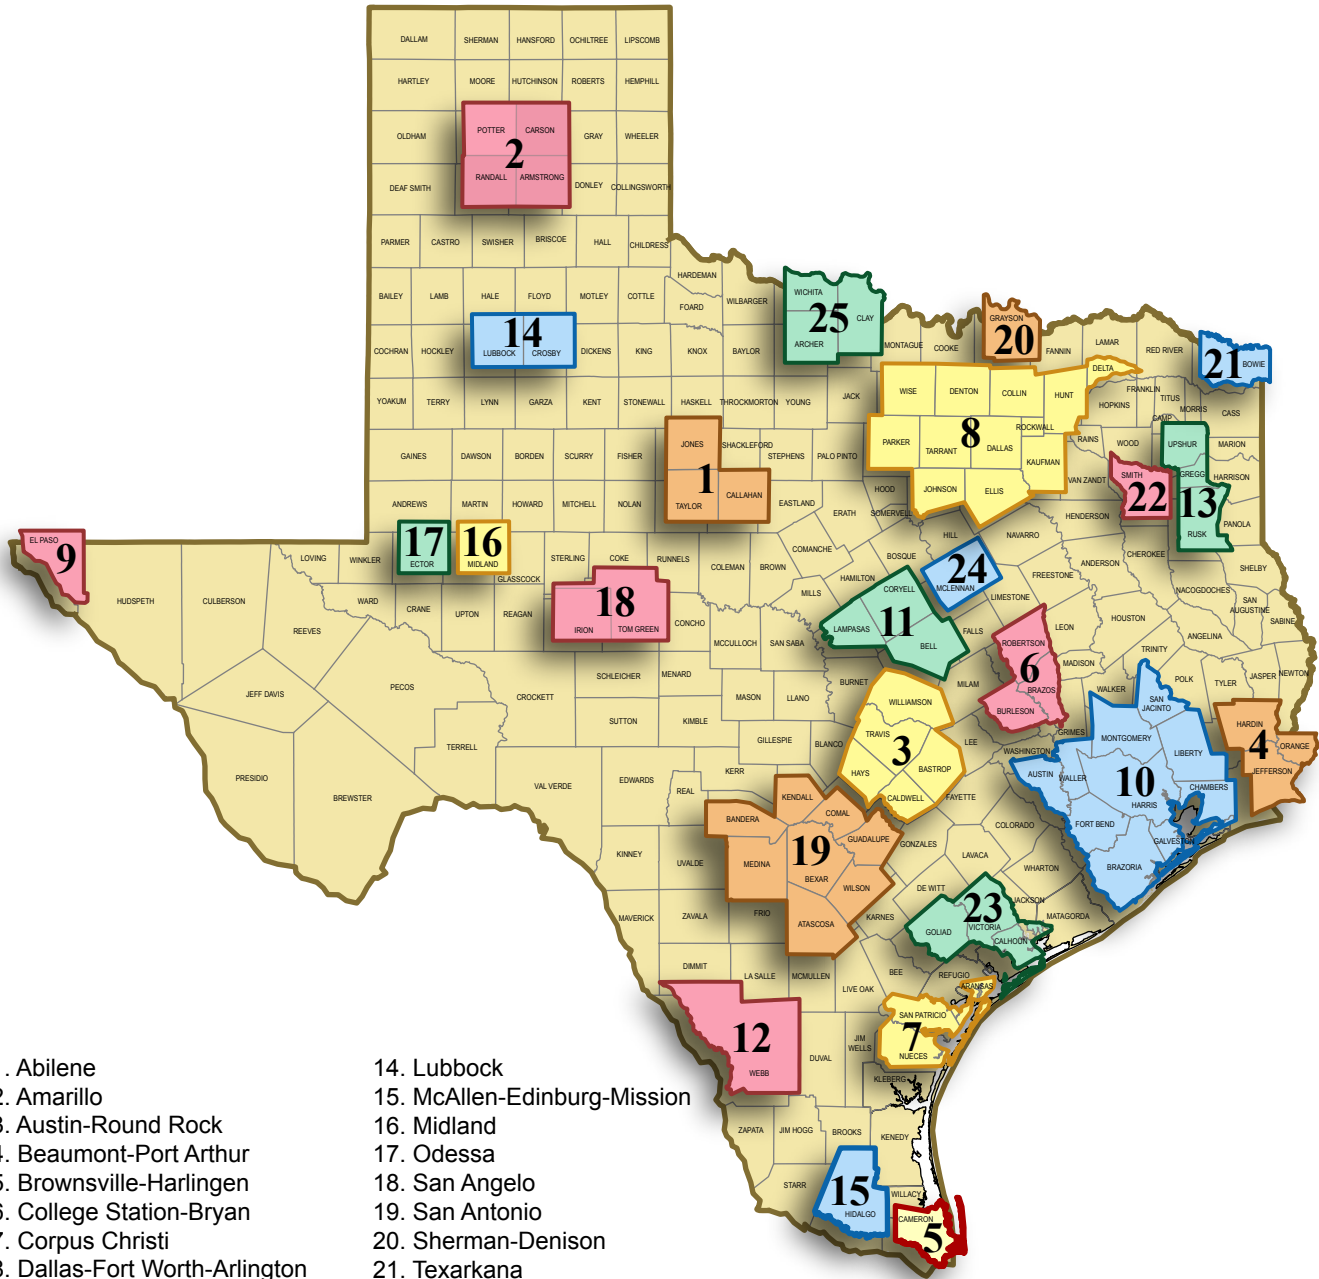 DALLAM SHERMAN HANSFORD OCHILTREE LIPSCOMB
HARTLEY MOORE HUTCHINSON ROBERTS HEMPHILL
OLDHAM POTTER CARSON GRAY WHEELER
2
DEAF SMITH RANDALL ARMSTRONG DONLEY COLLINGSWORTH
PARMER CASTRO SWISHER BRISCOE HALL CHILDRESS
HARDEMAN
BAILEY LAMB HALE FLOYD MOTLEY COTTLE FOARD WILBARGER WICHITA
25 CLAY
14
COCHRAN HOCKLEY LUBBOCK CROSBY DICKENS KING KNOX BAYLOR ARCHER MONTAGUE COOKE
GRAYSON
20
FANNIN LAMAR RED RIVER
21 BOWIE
DELTA
YOAKUM TERRY LYNN GARZA KENT STONEWALL HASKELL THROCKMORTON YOUNG JACK WISE DENTON COLLIN HUNT
HOPKINS FRANKLIN TITUS
CAMP MORRIS CASS
GAINES DAWSON BORDEN SCURRY FISHER JONES SHACKELFORD STEPHENS PALO PINTO PARKER TARRANT 8 DALLAS ROCKWALL KAUFMAN
RAINS WOOD UPSHUR MARION
VAN ZANDT SMITH GREGG HARRISON
22 13
ANDREWS MARTIN HOWARD MITCHELL NOLAN TAYLOR 1 CALLAHAN EASTLAND ERATH HOOD SOMERVELL JOHNSON ELLIS HENDERSON RUSK PANOLA
EL PASO
9
HUDSPETH CULBERSON LOVING WINKLER
17 ECTOR
16 MIDLAND
GLASSCOCK STERLING COKE RUNNELS COLEMAN BROWN COMANCHE
HAMILTON BOSQUE HILL NAVARRO
ANDERSON CHEROKEE SHELBY
24 MCLENNAN
FREESTONE
LIMESTONE
REEVES WARD CRANE UPTON REAGAN
18
IRION TOM GREEN CONCHO MCCULLOCH SAN SABA MILLS
LAMPASAS 11 CORYELL BELL FALLS
ROBERTSON LEON HOUSTON
NACOGDOCHES SAN AUGUSTINE SABINE
ANGELINA
TRINITY
MADISON
6 BRAZOS
BURLESON
POLK TYLER JASPER NEWTON
WALKER SAN JACINTO
JEFF DAVIS PECOS
CROCKETT SCHLEICHER MENARD MASON LLANO BURNET WILLIAMSON MILAM
SUTTON KIMBLE
TRAVIS 3 LEE
GRIMES MONTGOMERY LIBERTY
HARDIN
4 ORANGE
JEFFERSON
TERRELL
GILLESPIE BLANCO HAYS BASTROP WASHINGTON
AUSTIN WALLER 10 HARRIS CHAMBERS
PRESIDIO BREWSTER
VAL VERDE EDWARDS REAL KERR KENDALL COMAL CALDWELL FAYETTE
BANDERA GUADALUPE COLORADO FORT BEND GALVESTON
BRAZORIA
KINNEY UVALDE MEDINA 19 BEXAR WILSON GONZALES LAVACA WHARTON
MAVERICK ZAVALA FRIO ATASCOSA KARNES DE WITT
23 JACKSON MATAGORDA
GOLIAD VICTORIA CALHOUN
DIMMIT LA SALLE MCMULLEN LIVE OAK BEE REFUGIO ARANSAS
12
WEBB DUVAL JIM WELLS SAN PATRICIO
7
NUECES
KLEBERG
ZAPATA JIM HOGG BROOKS KENEDY
STARR 15 HIDALGO WILLACY
CAMERON
5
. Abilene
2. Amarillo
3. Austin-Round Rock
4. Beaumont-Port Arthur
5. Brownsville-Harlingen
6. College Station-Bryan
7. Corpus Christi
8. Dallas-Fort Worth-Arlington
14. Lubbock
15. McAllen-Edinburg-Mission
16. Midland
17. Odessa
18. San Angelo
19. San Antonio
20. Sherman-Denison
21. Texarkana